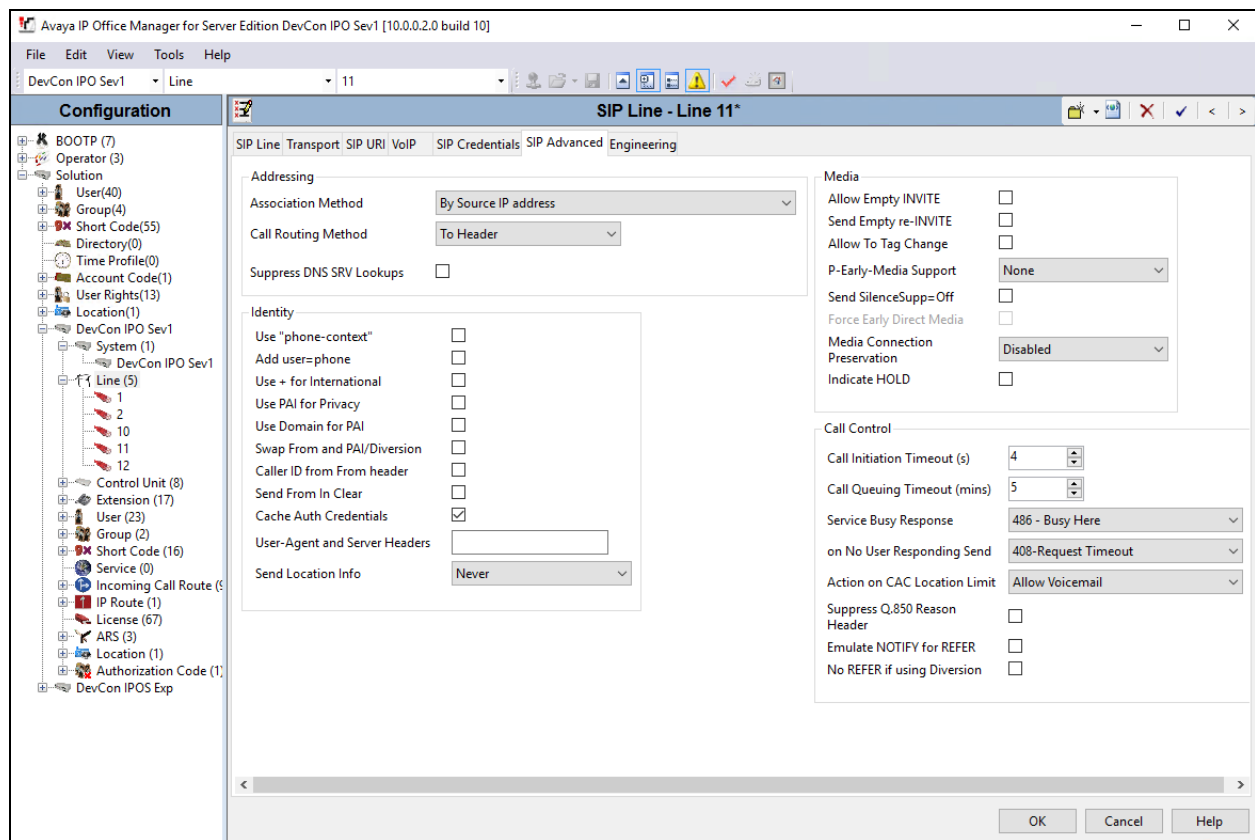 Avaya IP Office Manager for Server Edition DevCon IPO Sev1 [10.0.0.2.0 build 10]
File Edit View Tools Help
DevCon IPO Sev1 Line 11
Configuration
BOOTP (7)
Operator (3)
Solution
User(40)
Group(4)
Short Code(55)
Directory(0)
Time Profile(0)
Account Code(1)
User Rights(13)
Location(1)
DevCon IPO Sev1
System (1)
DevCon IPO Sev1
Line (5)
1
2
10
11
12
Control Unit (8)
Extension (17)
User (23)
Group (2)
Short Code (16)
Service (0)
Incoming Call Route (9
IP Route (1)
License (67)
ARS (3)
Location (1)
Authorization Code (1)
DevCon IPOS Exp
SIP Line - Line 11*
SIP Line Transport SIP URI VoIP SIP Credentials SIP Advanced Engineering
Addressing
Association Method By Source IP address
Call Routing Method To Header
Suppress DNS SRV Lookups
Identity
Use "phone-context"
Add user=phone
Use + for International
Use PAI for Privacy
Use Domain for PAI
Swap From and PAI/Diversion
Caller ID from From header
Send From In Clear
Cache Auth Credentials
User-Agent and Server Headers
Send Location Info Never
Media
Allow Empty INVITE
Send Empty re-INVITE
Allow To Tag Change
P-Early-Media Support None
Send SilenceSupp=Off
Force Early Direct Media
Media Connection
Preservation Disabled
Indicate HOLD
Call Control
Call Initiation Timeout (s) 4
Call Queuing Timeout (mins) 5
Service Busy Response 486 - Busy Here
on No User Responding Send 408-Request Timeout
Action on CAC Location Limit Allow Voicemail
Suppress Q.850 Reason
Header
Emulate NOTIFY for REFER
No REFER if using Diversion
OK Cancel Help